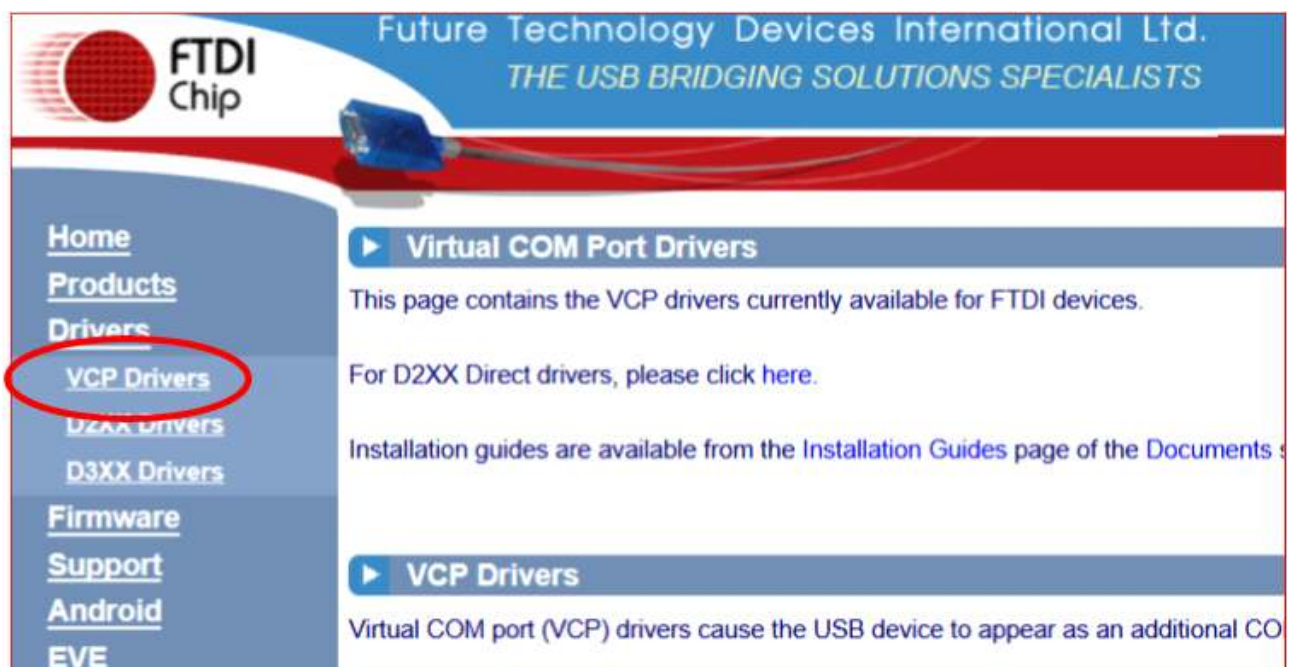 FTDI
Chip
Future Technology Devices International Ltd.
THE USB BRIDGING SOLUTIONS SPECIALISTS
Home
Products
Drivers
VCP Drivers
D2XX Drivers
D3XX Drivers
Firmware
Support
Android
EVE
Virtual COM Port Drivers
This page contains the VCP drivers currently available for FTDI devices.
For D2XX Direct drivers, please click here.
Installation guides are available from the Installation Guides page of the Documents s
VCP Drivers
Virtual COM port (VCP) drivers cause the USB device to appear as an additional CO